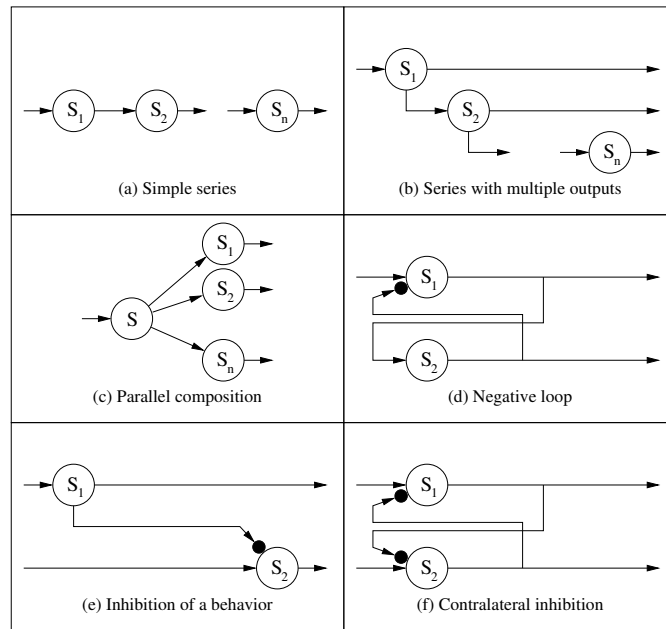 S1 S2 Sn
(a) Simple series
S1
S2
Sn
(b) Series with multiple outputs
S
S1
S2
Sn
(c) Parallel composition
S1
S2
(d) Negative loop
S1
S2
(e) Inhibition of a behavior
S1
S2
(f) Contralateral inhibition